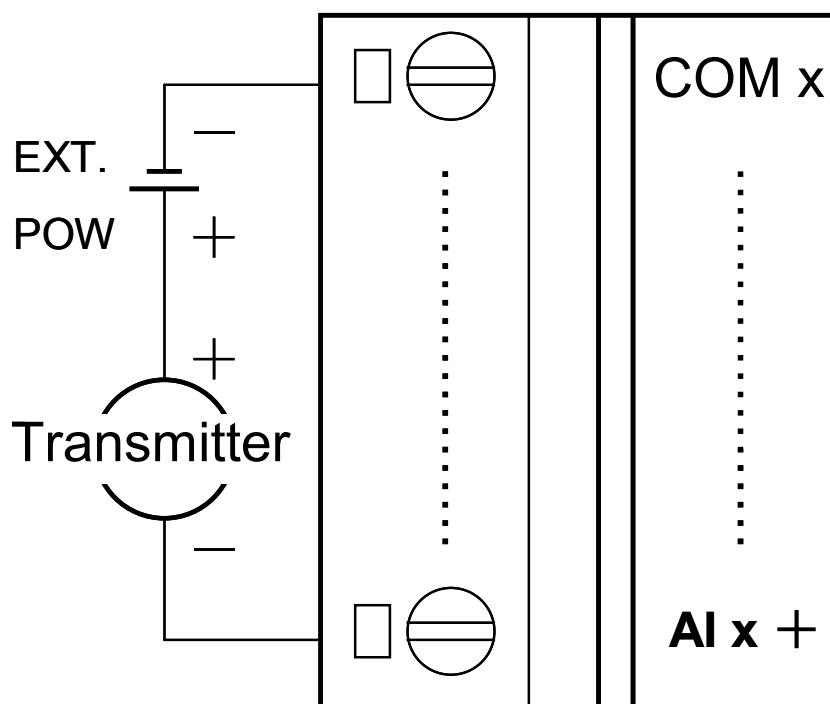 COM x
−
EXT.
POW
+
+
Transmitter
−
AI x +